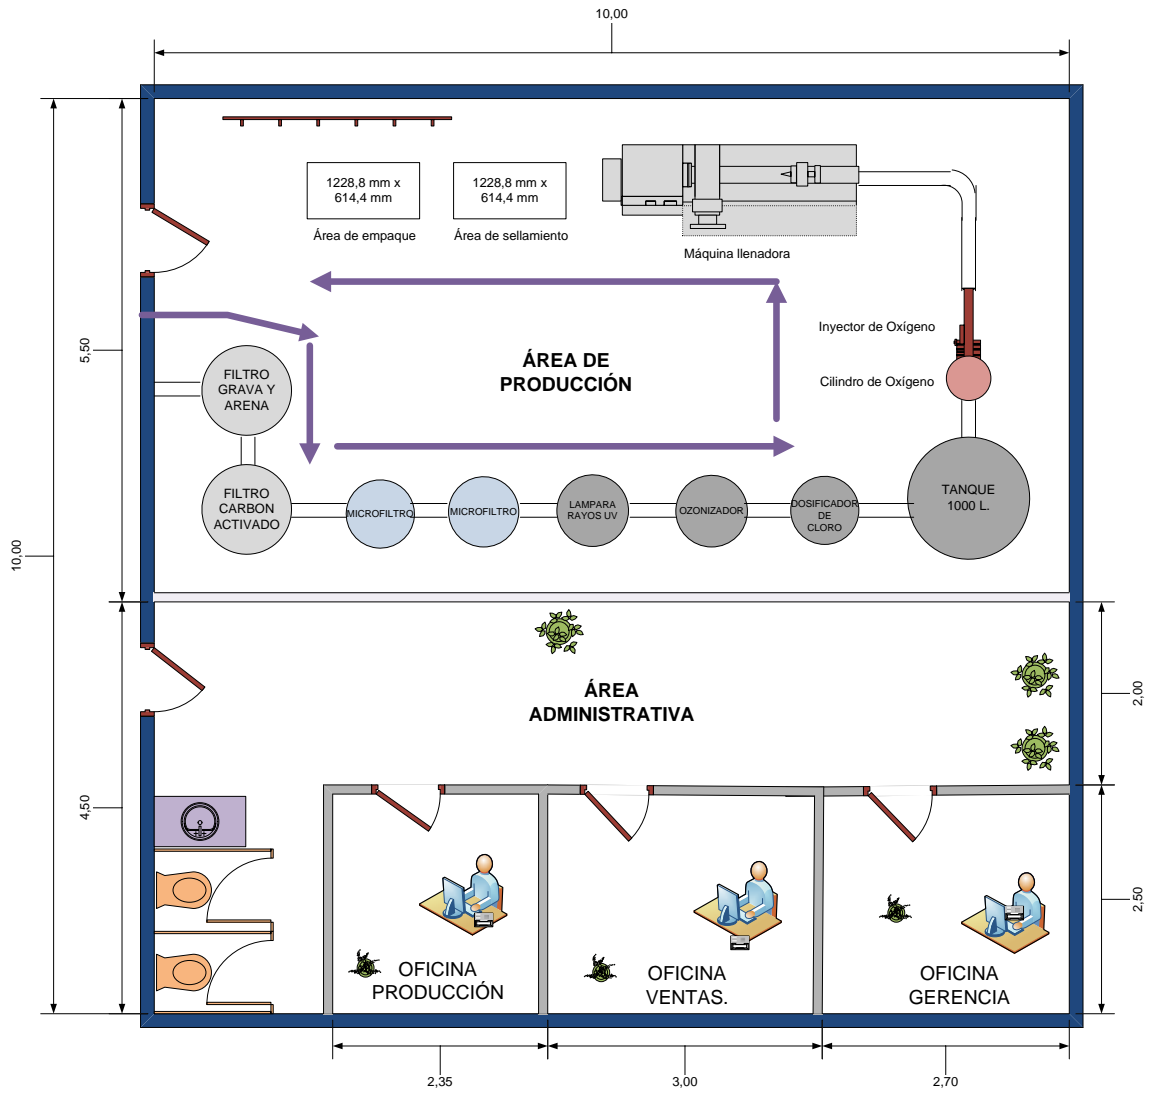 10,00
1228,8 mm x
614,4 mm
1228,8 mm x
614,4 mm
Área de empaque
Área de sellamiento
Máquina llenadora
Inyector de Oxígeno
5,50
ÁREA DE
PRODUCCIÓN
FILTRO
GRAVA Y
ARENA
Cilindro de Oxígeno
FILTRO
CARBON
ACTIVADO
MICROFILTRO
MICROFILTRO
LAMPARA
RAYOS UV
OZONIZADOR
DOSIFICADOR
DE
CLORO
TANQUE
1000 L.
10,00
ÁREA
ADMINISTRATIVA
2,00
4,50
2,50
OFICINA
PRODUCCIÓN
OFICINA
VENTAS.
OFICINA
GERENCIA
2,35
3,00
2,70